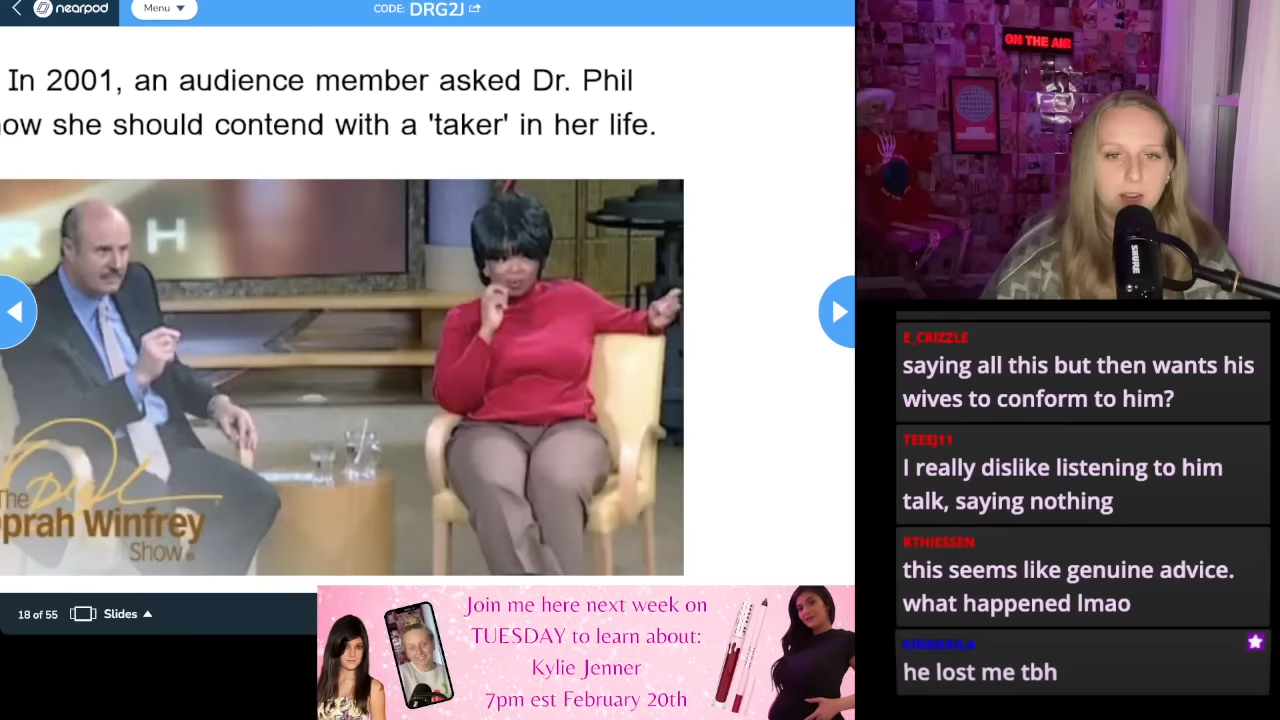 nearpod
Menu
CODE: DRG2J
In 2001, an audience member asked Dr. Phil
how she should contend with a 'taker' in her life.
R H
The
Oprah Winfrey
Show
18 of 55
Slides
Join me here next week on
TUESDAY to learn about:
Kylie Jenner
7pm est February 20th
ON THE AIR
SHURE
E_CRIZZLE
saying all this but then wants his
wives to conform to him?
TEEEJ11
I really dislike listening to him
talk, saying nothing
RTHIESSEN
this seems like genuine advice.
what happened lmao
he lost me tbh